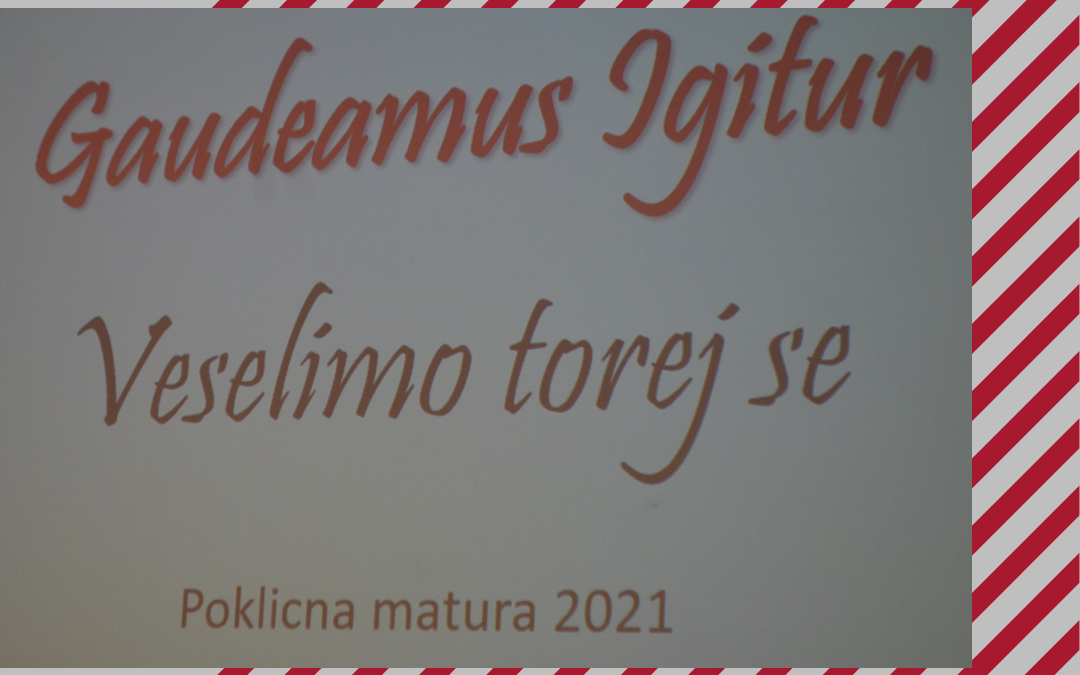 Gaudeamus Igitur
Veselimo torej se
Poklicna matura 2021